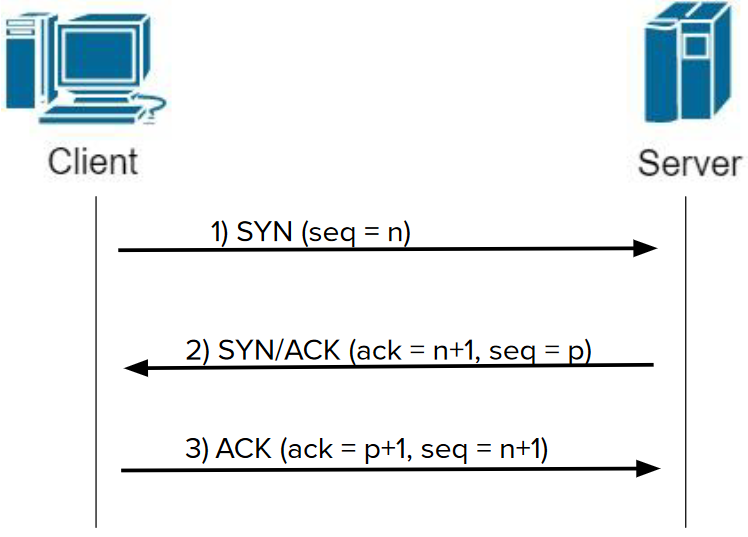 Client
Server
1) SYN (seq = n)
2) SYN/ACK (ack = n+1, seq = p)
3) ACK (ack = p+1, seq = n+1)